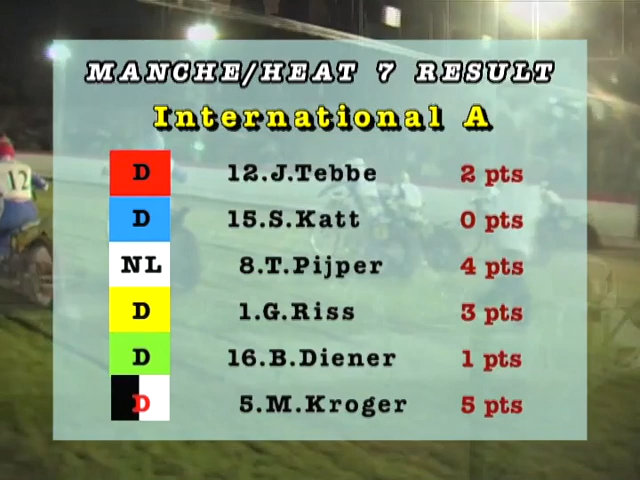 MANCHE/HEAT 7 RESULT
International A
D 12.J.Tebbe 2 pts
D 15.S.Katt 0 pts
NL 8.T.Pijper 4 pts
D 1.G.Riss 3 pts
D 16.B.Diener 1 pts
D 5.M.Kroger 5 pts
12